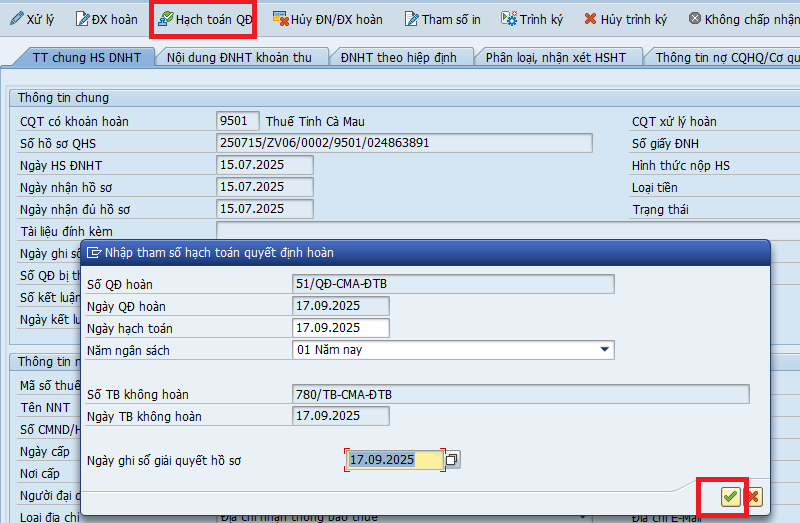 Xử lý ĐX hoàn Hạch toán QĐ Hủy ĐN/ĐX hoàn Tham số in Trình ký Hủy trình ký Không chấp nhận
TT chung HS DNHT Nội dung ĐNHT khoản thu ĐNHT theo hiệp định Phân loại, nhận xét HSHT Thông tin nợ CQHQ/Cơ qu
Thông tin chung
CQT có khoản hoàn 9501 Thuế Tỉnh Cà Mau CQT xử lý hoàn
Số hồ sơ QHS 250715/ZV06/0002/9501/024863891 Số giấy ĐNH
Ngày HS ĐNHT 15.07.2025 Hình thức nộp HS
Ngày nhận hồ sơ 15.07.2025 Loại tiền
Ngày nhận đủ hồ sơ 15.07.2025 Trạng thái
Tài liệu đính kèm
Ngày ghi sổ
Số QĐ bị th
Số kết luận
Ngày kết lu
Nhập tham số hạch toán quyết định hoàn
Số QĐ hoàn 51/QĐ-CMA-ĐTB
Ngày QĐ hoàn 17.09.2025
Ngày hạch toán 17.09.2025
Năm ngân sách 01 Năm nay
Số TB không hoàn 780/TB-CMA-ĐTB
Ngày TB không hoàn 17.09.2025
Ngày ghi sổ giải quyết hồ sơ 17.09.2025
Thông tin n
Mã số thuế
Tên NNT
Số CMND/H
Ngày cấp
Nơi cấp
Người đại d
Loại địa chỉ Địa chỉ nhận thông báo thuế Địa chỉ E-Mail